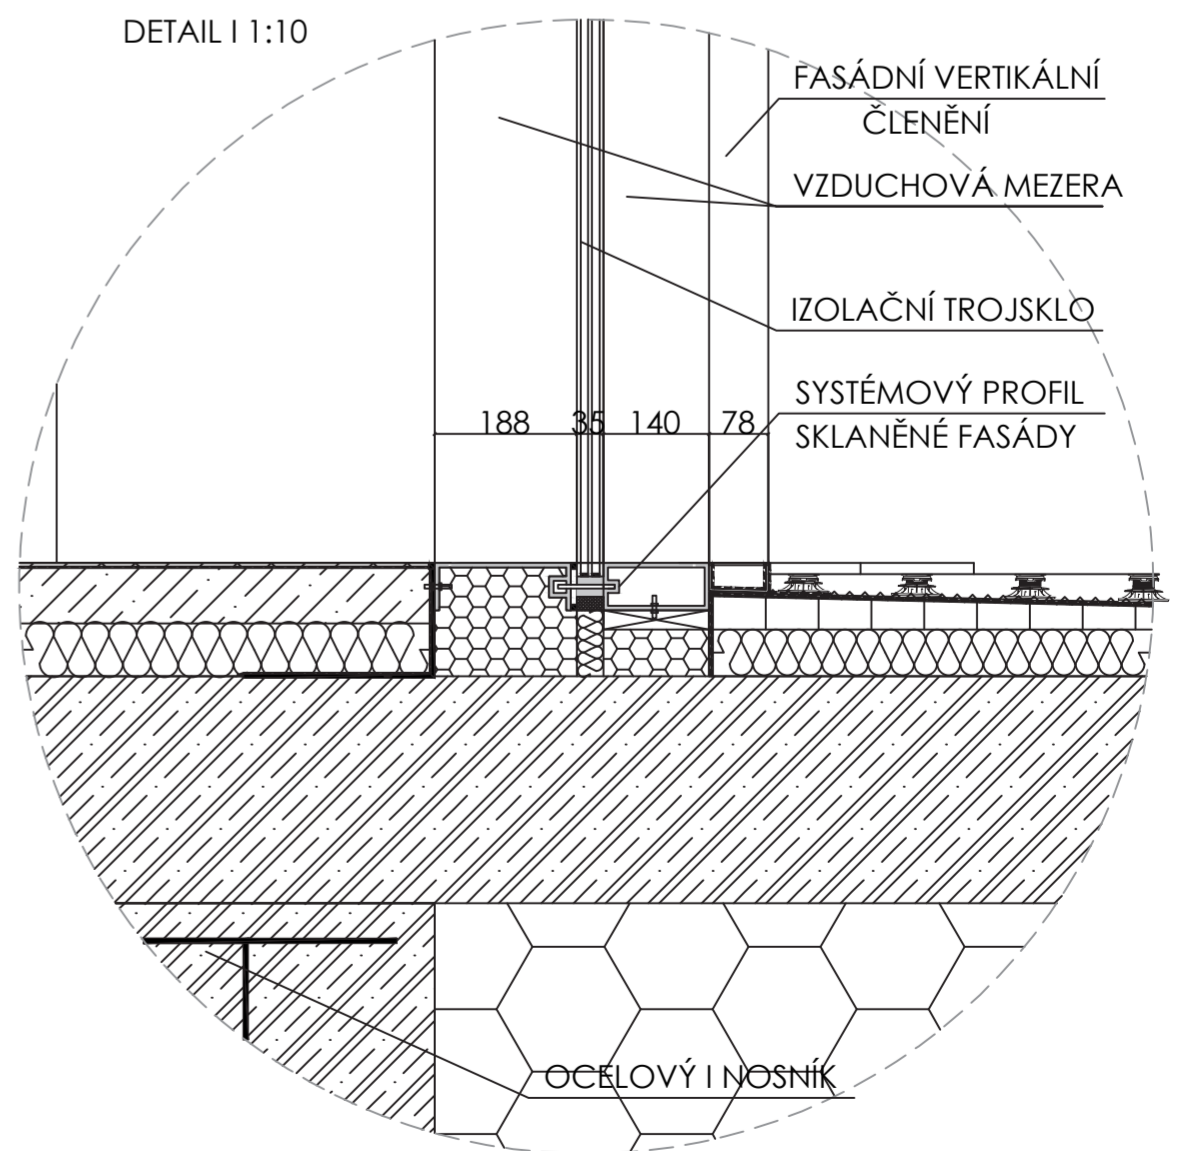 DETAIL I 1:10
FASÁDNÍ VERTIKÁLNÍ
ČLENĚNÍ
VZDUCHOVÁ MEZERA
IZOLAČNÍ TROJSKLO
SYSTÉMOVÝ PROFIL
SKLANĚNÉ FASÁDY
188 35 140 78
OCELOVÝ I NOSNÍK